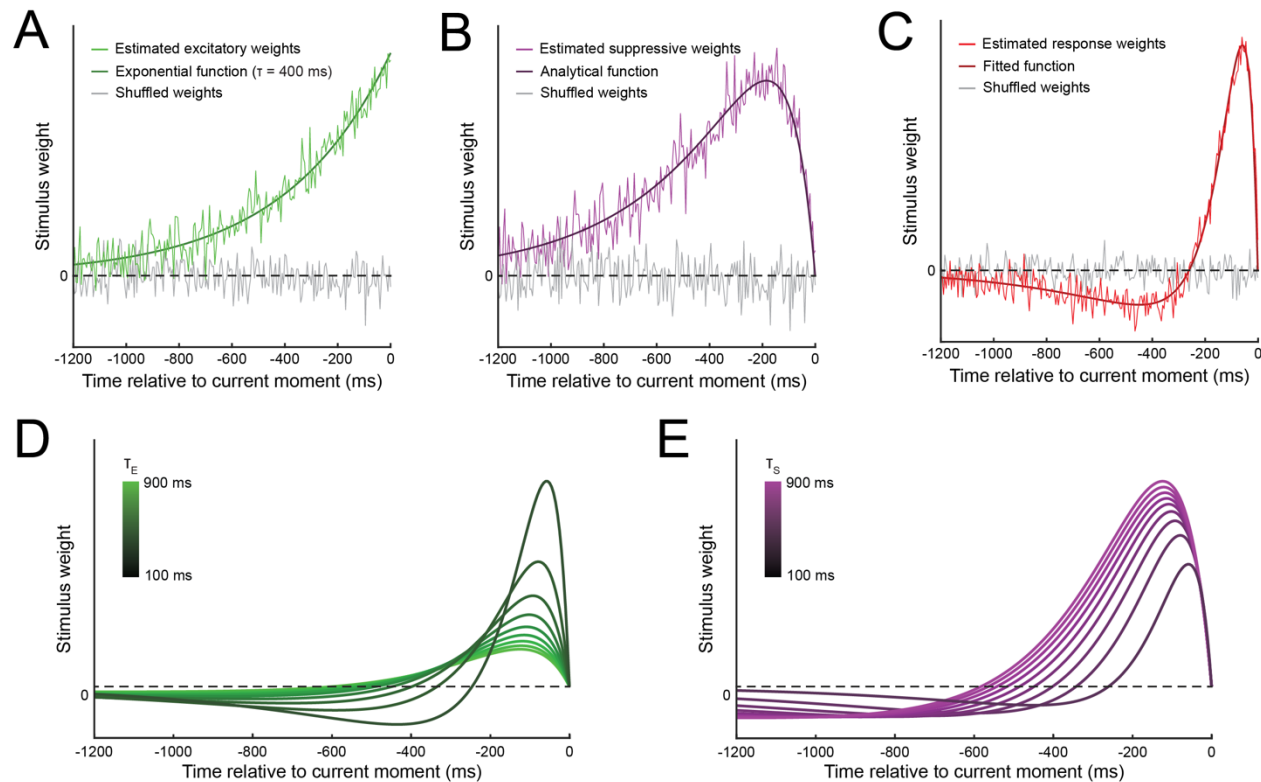 A
Estimated excitatory weights
Exponential function (τ = 400 ms)
Shuffled weights
Stimulus weight
0
-1200 -1000 -800 -600 -400 -200 0
Time relative to current moment (ms)
B
Estimated suppressive weights
Analytical function
Shuffled weights
Stimulus weight
0
-1200 -1000 -800 -600 -400 -200 0
Time relative to current moment (ms)
C
Estimated response weights
Fitted function
Shuffled weights
Stimulus weight
0
-1200 -1000 -800 -600 -400 -200 0
Time relative to current moment (ms)
D
τE
900 ms
100 ms
Stimulus weight
0
-1200 -1000 -800 -600 -400 -200 0
Time relative to current moment (ms)
E
τS
900 ms
100 ms
Stimulus weight
0
-1200 -1000 -800 -600 -400 -200 0
Time relative to current moment (ms)